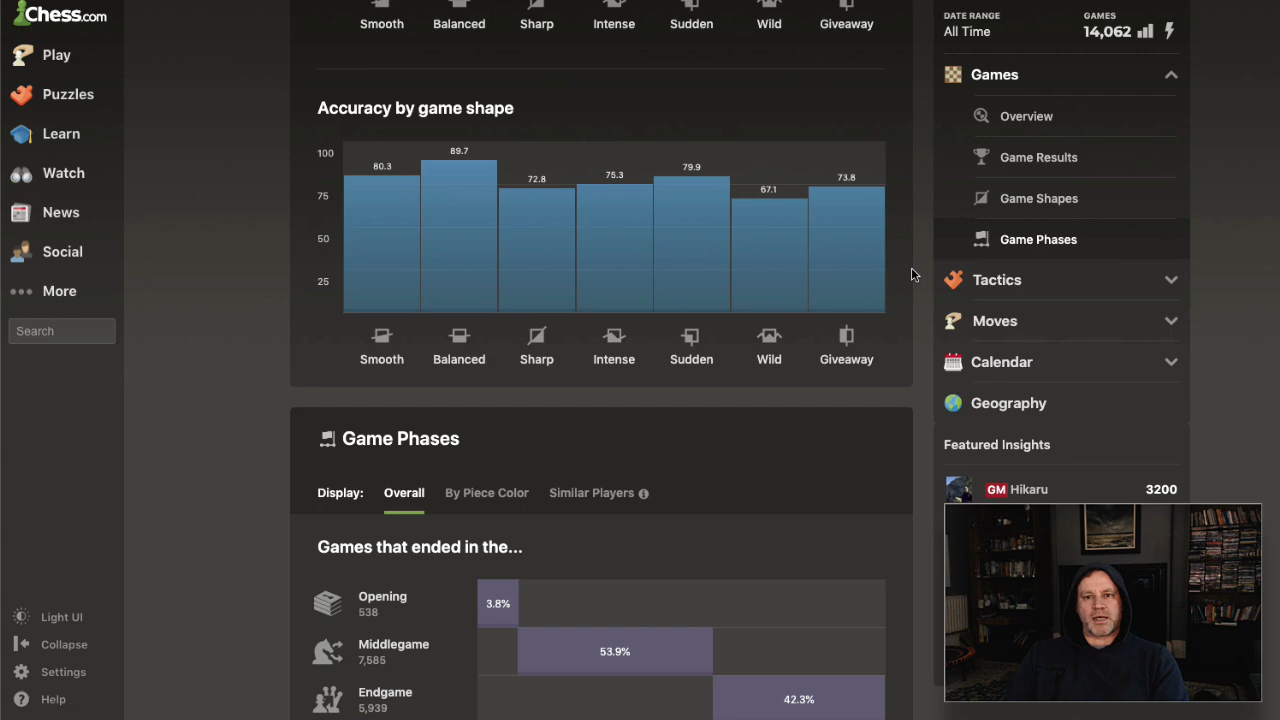 Chess.com
Play
Puzzles
Learn
Watch
News
Social
More
Search
Light UI
Collapse
Settings
Help
Smooth Balanced Sharp Intense Sudden Wild Giveaway
Accuracy by game shape
100
75
50
25
80.3 89.7 72.8 75.3 79.9 67.1 73.8
Smooth Balanced Sharp Intense Sudden Wild Giveaway
Game Phases
Display: Overall By Piece Color Similar Players
Games that ended in the...
Opening
538
3.8%
Middlegame
7,585
53.9%
Endgame
5,939
42.3%
DATE RANGE GAMES
All Time 14,062
Games
Overview
Game Results
Game Shapes
Game Phases
Tactics
Moves
Calendar
Geography
Featured Insights
GM Hikaru 3200